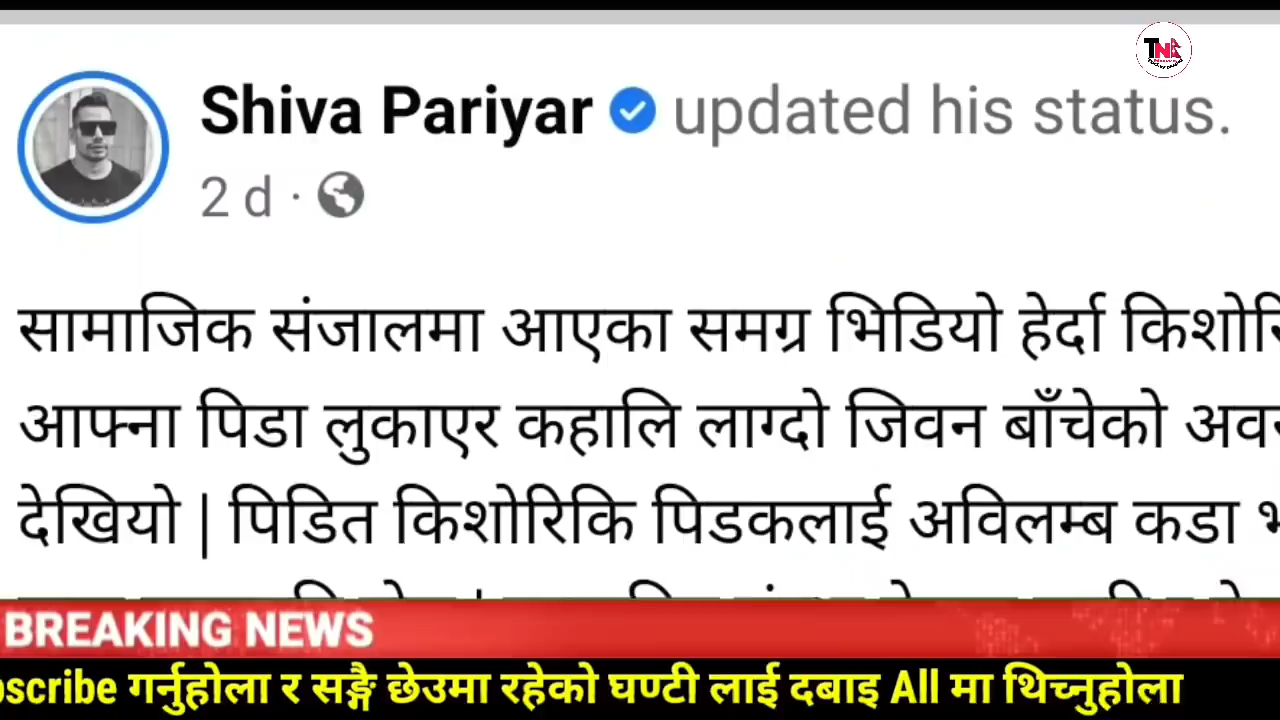 TN
Shiva Pariyar updated his status.
2 d ·
सामाजिक संजालमा आएका समग्र भिडियो हेर्दा
आफ्ना पिडा लुकाएर कहालि लाग्दो जिवन बाँचेको
देखियो | पिडित किशोरिकि पिडकलाई अविलम्ब कडा
BREAKING NEWS
गर्नुहोला र सङ्गै छेउमा रहेको घण्टी लाई दबाइ All मा थिच्नुहोला